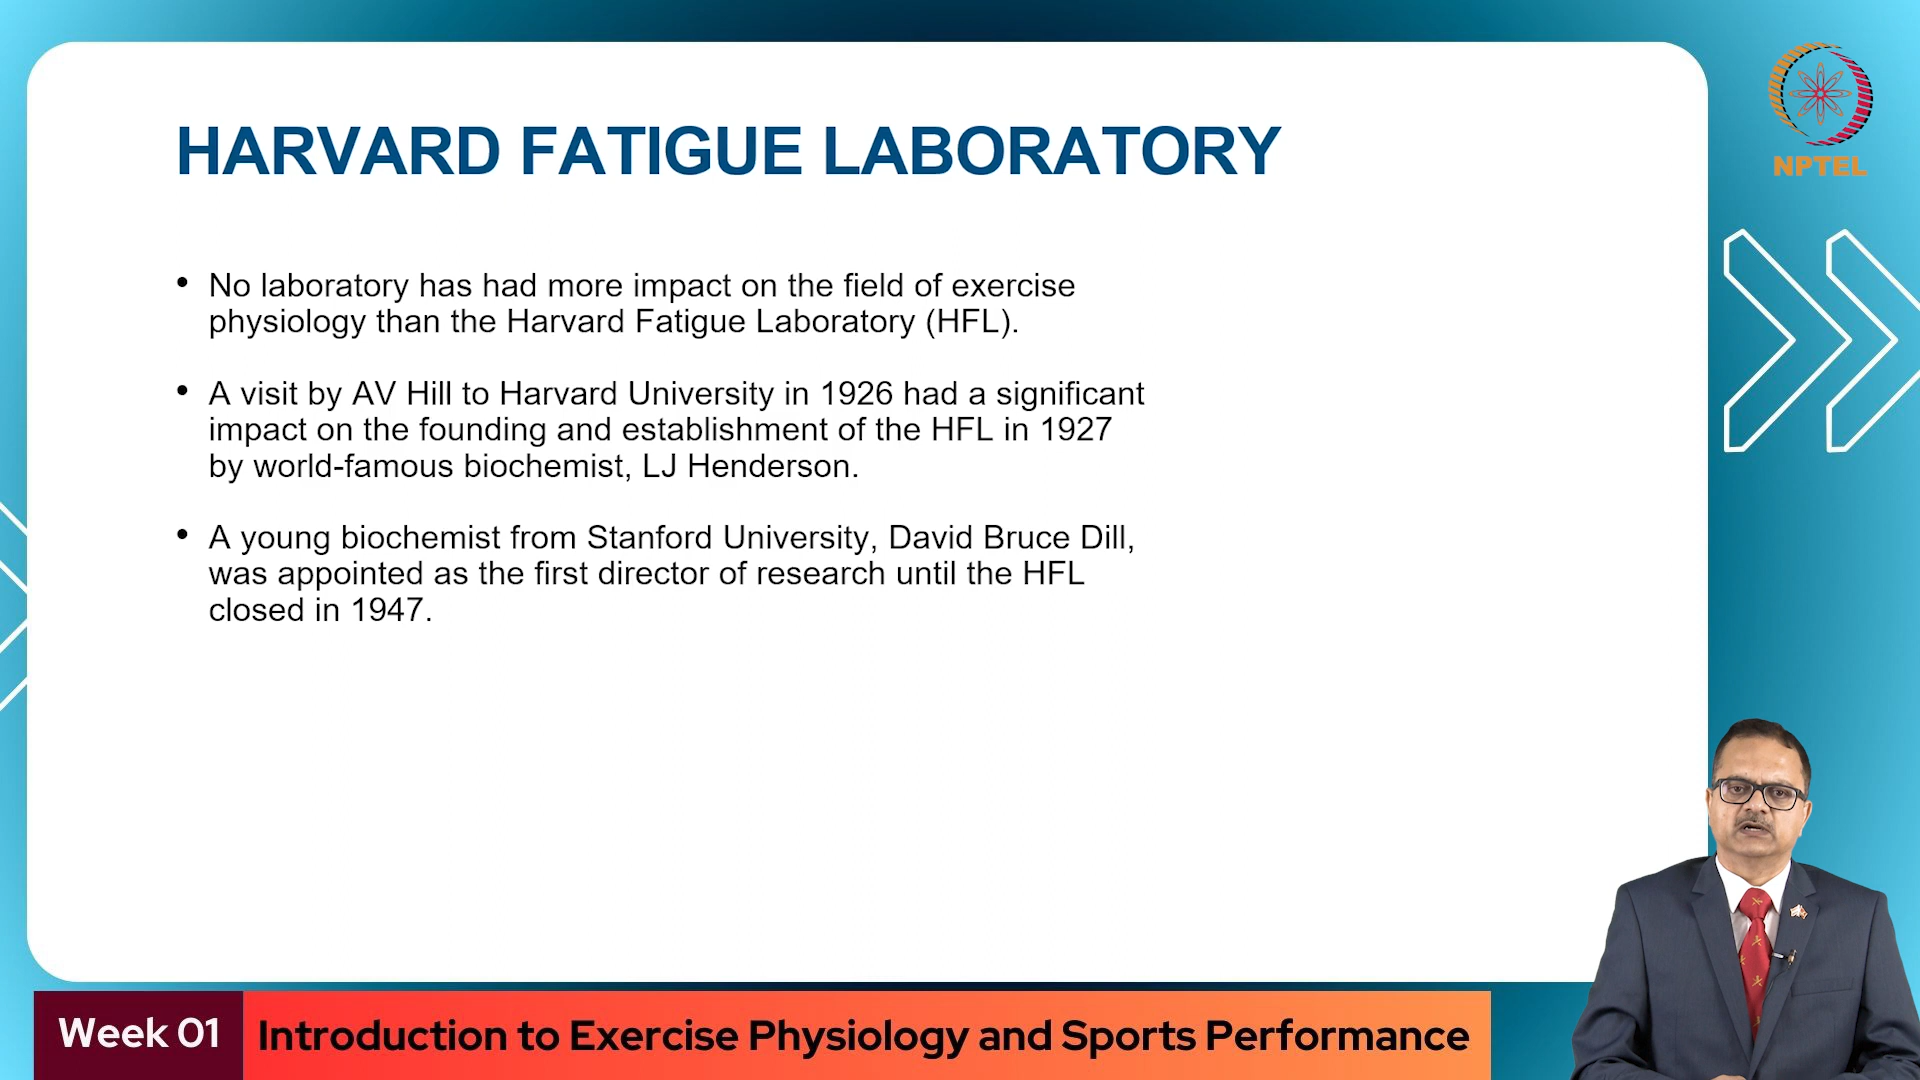 HARVARD FATIGUE LABORATORY
NPTEL
• No laboratory has had more impact on the field of exercise
physiology than the Harvard Fatigue Laboratory (HFL).
• A visit by AV Hill to Harvard University in 1926 had a significant
impact on the founding and establishment of the HFL in 1927
by world-famous biochemist, LJ Henderson.
• A young biochemist from Stanford University, David Bruce Dill,
was appointed as the first director of research until the HFL
closed in 1947.
Week 01
Introduction to Exercise Physiology and Sports Performance